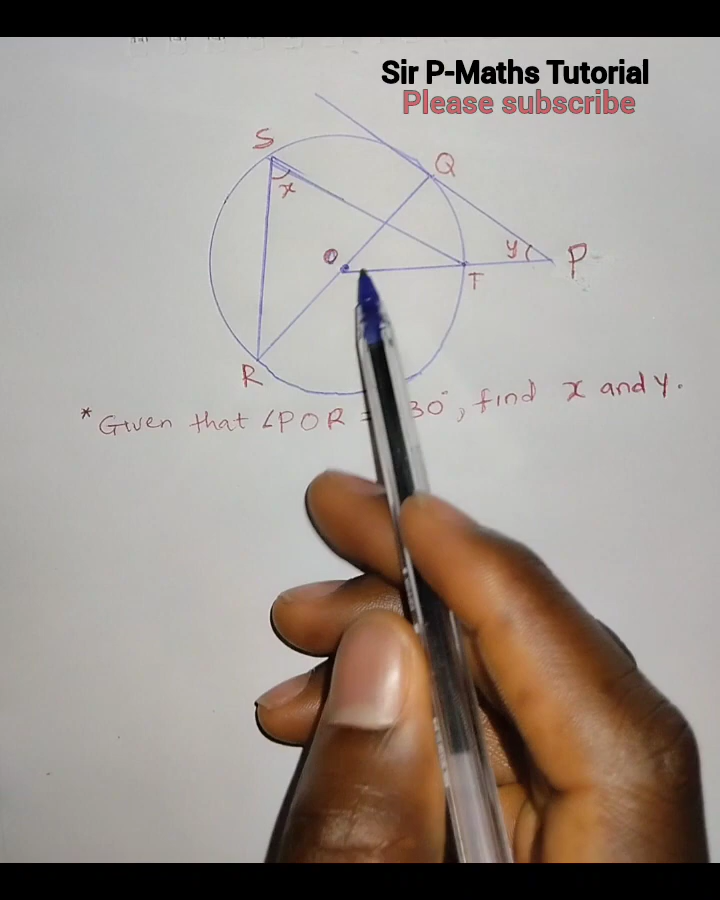 Sir P-Maths Tutorial
Please subscribe
S
Q
x
O
y
P
T
R
* Given that ∠POR = 30°, find x and y.